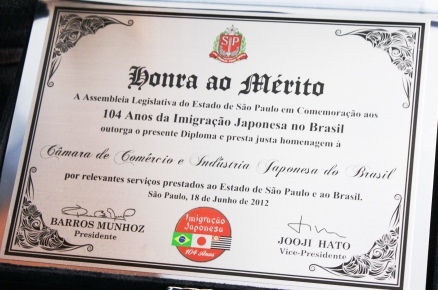 SP
Honra ao Mérito
A Assembleia Legislativa do Estado de São Paulo em Comemoração aos
104 Anos da Imigração Japonesa no Brasil
outorga o presente Diploma e presta justa homenagem à
Câmara de Comércio e Indústria Japonesa do Brasil
por relevantes serviços prestados ao Estado de São Paulo e ao Brasil.
São Paulo, 18 de Junho de 2012
BARROS MUNHOZ
Presidente
Imigração
Japonesa
104 Anos
JOOJI HATO
Vice-Presidente